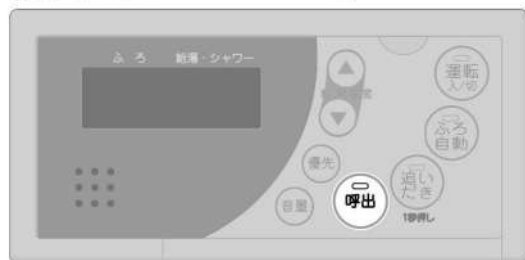 ふろ 給湯・シャワー
運転
入/切
ふろ
自動
優先
追い
だき
音量
呼出
1秒押し